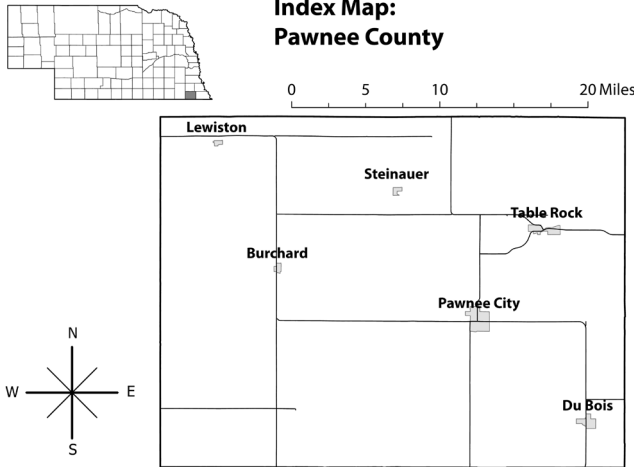 Index Map:
Pawnee County
0 5 10 20 Miles
Lewiston
Steinauer
Table Rock
Burchard
Pawnee City
N
W E
S
Du Bois